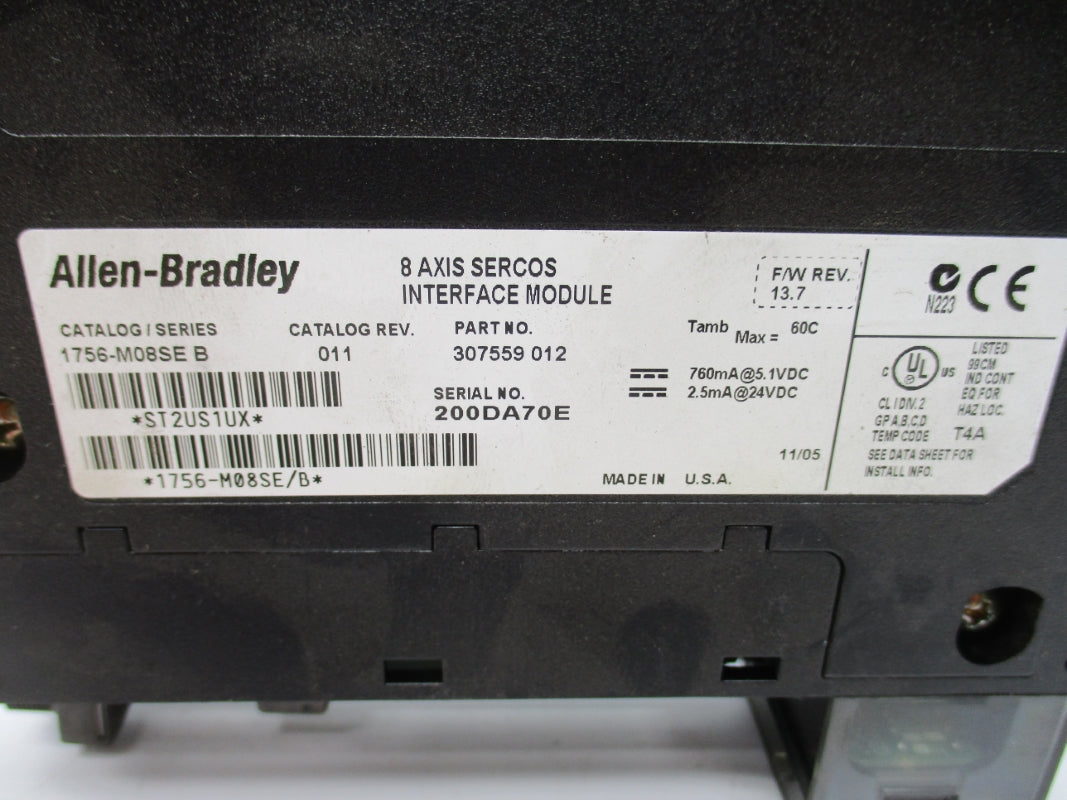 Allen-Bradley
8 AXIS SERCOS
INTERFACE MODULE
F/W REV.
13.7
CATALOG / SERIES
1756-M08SE B
CATALOG REV.
011
PART NO.
307559 012
SERIAL NO.
200DA70E
Tamb Max = 60C
760mA@5.1VDC
2.5mA@24VDC
*ST2US1UX*
*1756-M08SE/B*
11/05
MADE IN U.S.A.
N223
CE
C UL US
LISTED
99CM
IND CONT
EQ FOR
HAZ LOC.
CL I DIV. 2
GP A,B,C,D
TEMP CODE T4A
SEE DATA SHEET FOR
INSTALL INFO.